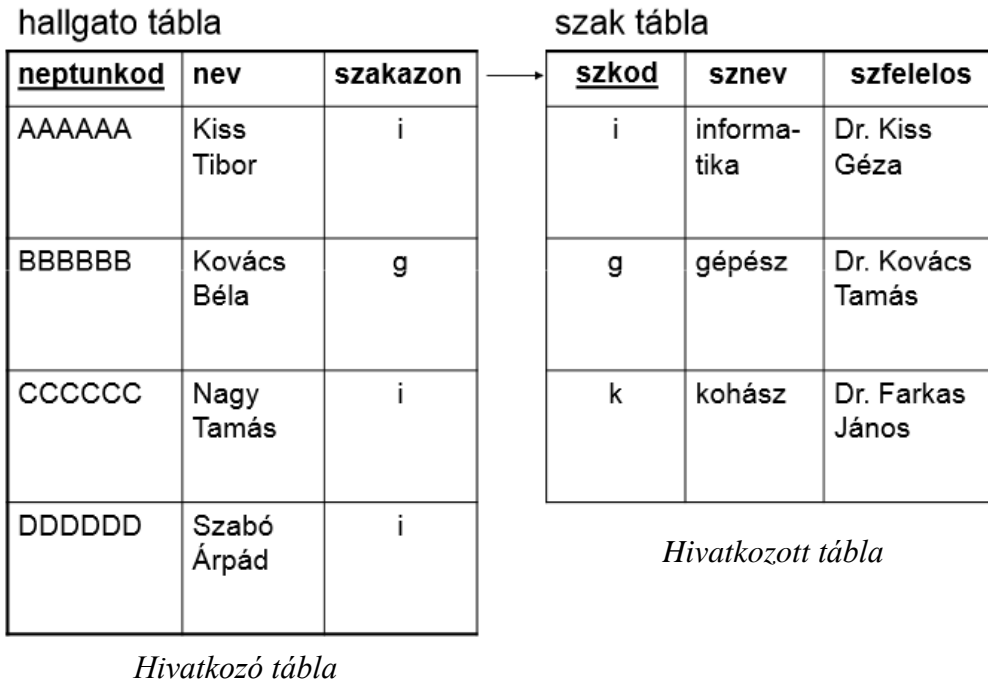 hallgato tábla
neptunkod nev szakazon
AAAAAA Kiss i
Tibor
BBBBBB Kovács g
Béla
CCCCCC Nagy i
Tamás
DDDDDD Szabó i
Árpád
Hivatkozó tábla
szak tábla
szkod sznev szfelelos
i informa- Dr. Kiss
tika Géza
g gépész Dr. Kovács
Tamás
k kohász Dr. Farkas
János
Hivatkozott tábla